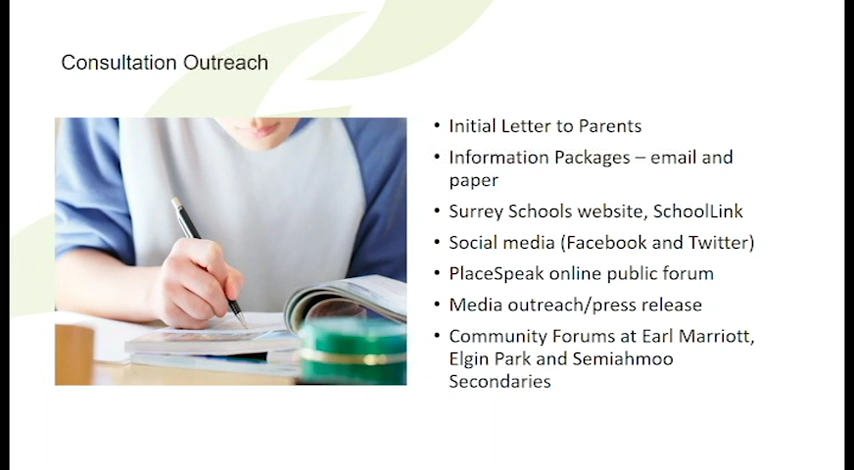 Consultation Outreach
• Initial Letter to Parents
• Information Packages – email and
paper
• Surrey Schools website, SchoolLink
• Social media (Facebook and Twitter)
• PlaceSpeak online public forum
• Media outreach/press release
• Community Forums at Earl Marriott,
Elgin Park and Semiahmoo
Secondaries